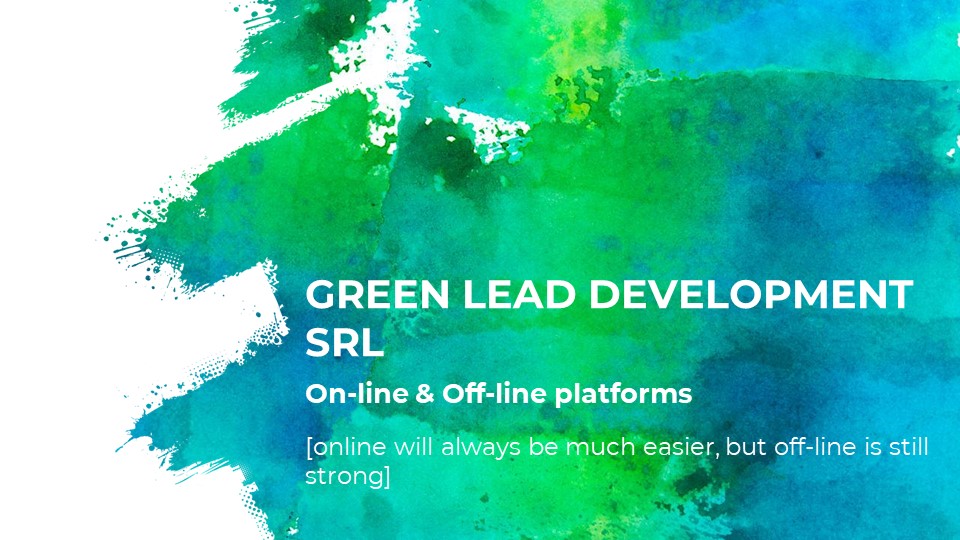 GREEN LEAD DEVELOPMENT
SRL
On-line & Off-line platforms
[online will always be much easier, but off-line is still
strong]